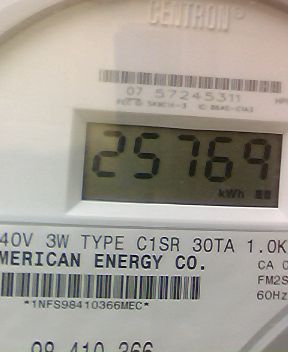 CENTRON®
07 57245311
25769
kWh
40V 3W TYPE C1SR 30TA 1.0K
MERICAN ENERGY CO.
CA 0
FM2S
60Hz
*1NFS98410366MEC*
98 410 366